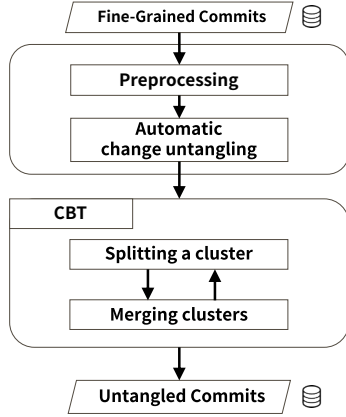 Fine-Grained Commits
Preprocessing
Automatic
change untangling
CBT
Splitting a cluster
Merging clusters
Untangled Commits